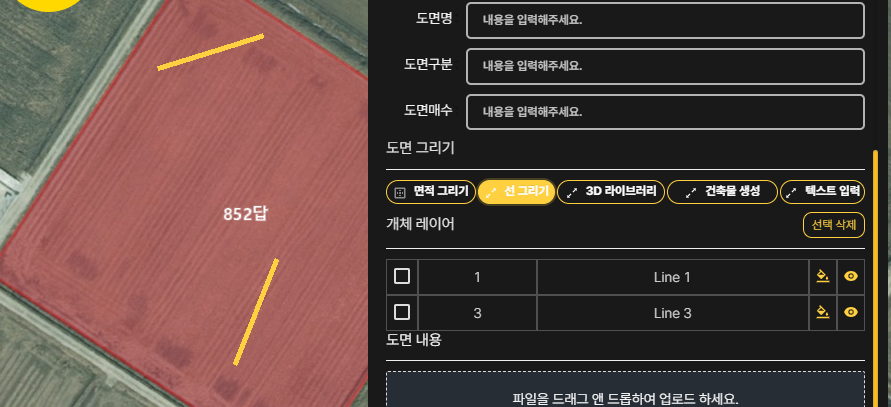 도면명
내용을 입력해주세요.
도면구분
내용을 입력해주세요.
도면매수
내용을 입력해주세요.
도면 그리기
면적 그리기 선 그리기 3D 라이브러리 건축물 생성 텍스트 입력
852답
개체 레이어
선택 삭제
1 Line 1
3 Line 3
도면 내용
파일을 드래그 앤 드롭하여 업로드 하세요.